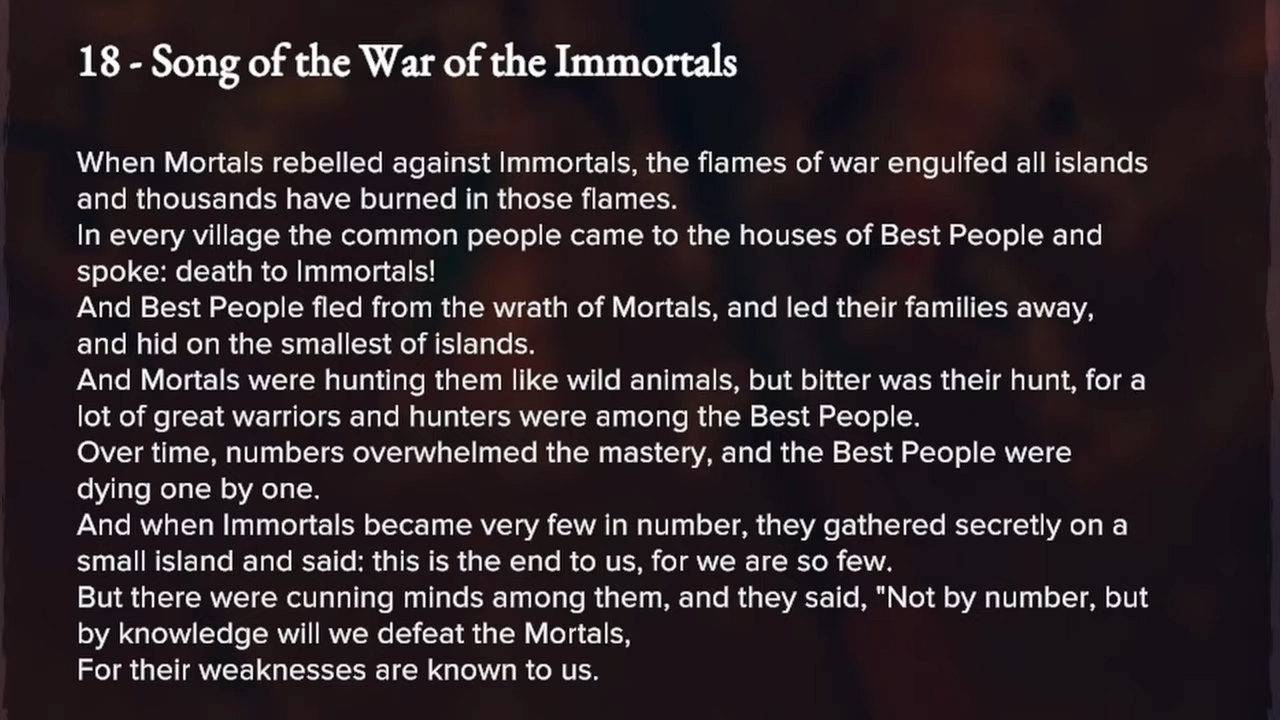 18 - Song of the War of the Immortals
When Mortals rebelled against Immortals, the flames of war engulfed all islands
and thousands have burned in those flames.
In every village the common people came to the houses of Best People and
spoke: death to Immortals!
And Best People fled from the wrath of Mortals, and led their families away,
and hid on the smallest of islands.
And Mortals were hunting them like wild animals, but bitter was their hunt, for a
lot of great warriors and hunters were among the Best People.
Over time, numbers overwhelmed the mastery, and the Best People were
dying one by one.
And when Immortals became very few in number, they gathered secretly on a
small island and said: this is the end to us, for we are so few.
But there were cunning minds among them, and they said, "Not by number, but
by knowledge will we defeat the Mortals,
For their weaknesses are known to us.